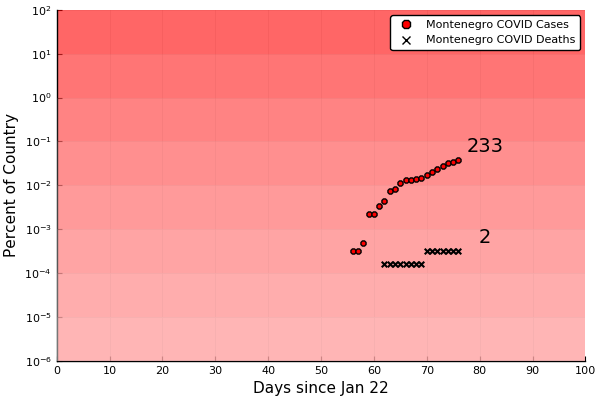 10²
10¹
10⁰
10⁻¹
10⁻²
10⁻³
10⁻⁴
10⁻⁵
10⁻⁶
Percent of Country
Montenegro COVID Cases
Montenegro COVID Deaths
233
2
0 10 20 30 40 50 60 70 80 90 100
Days since Jan 22